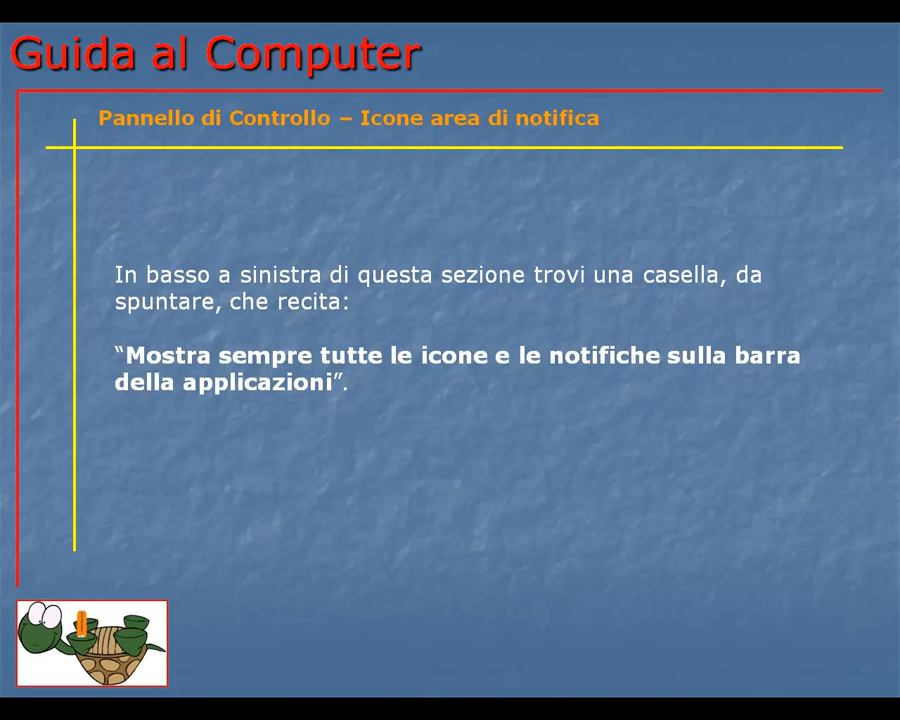 Guida al Computer
Pannello di Controllo – Icone area di notifica
In basso a sinistra di questa sezione trovi una casella, da
spuntare, che recita:
“Mostra sempre tutte le icone e le notifiche sulla barra
della applicazioni”.